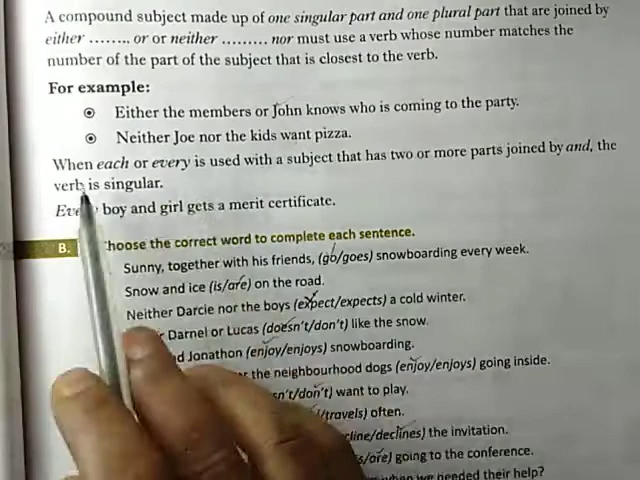 A compound subject made up of one singular part and one plural part that are joined by
either ........ or or neither ......... nor must use a verb whose number matches the
number of the part of the subject that is closest to the verb.
For example:
Either the members or John knows who is coming to the party.
Neither Joe nor the kids want pizza.
When each or every is used with a subject that has two or more parts joined by and, the
verb is singular.
boy and girl gets a merit certificate.
B. hoose the correct word to complete each sentence.
Sunny, together with his friends, (go/goes) snowboarding every week.
Snow and ice (is/are) on the road.
Neither Darcie nor the boys (expect/expects) a cold winter.
Darnel or Lucas (doesn't/don't) like the snow.
Jonathon (enjoy/enjoys) snowboarding.
the neighbourhood dogs (enjoy/enjoys) going inside.
n't/don't) want to play.
/travels) often.
cline/declines) the invitation.
s/are) going to the conference.
when we needed their help?